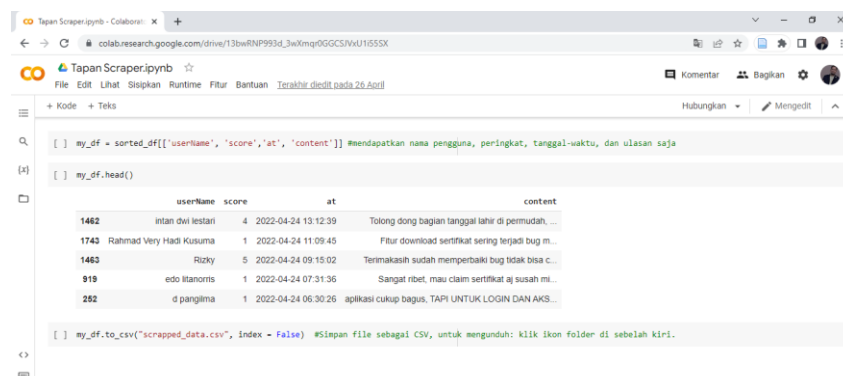 Tapan Scraper.ipynb - Colaborato
colab.research.google.com/drive/13bwRNP993d_3wXmqr0GGCSJVxU1i55SX
CO
Tapan Scraper.ipynb
Komentar Bagikan
File Edit Lihat Sisipkan Runtime Fitur Bantuan Terakhir diedit pada 26 April
+ Kode + Teks
Hubungkan Mengedit
{x}
[ ] my_df = sorted_df[['userName', 'score','at', 'content']] #mendapatkan nama pengguna, peringkat, tanggal-waktu, dan ulasan saja
[ ] my_df.head()
userName score at content
1462 intan dwi lestari 4 2022-04-24 13:12:39 Tolong dong bagian tanggal lahir di permudah, ...
1743 Rahmad Very Hadi Kusuma 1 2022-04-24 11:09:45 Fitur download sertifikat sering terjadi bug m...
1463 Rizky 5 2022-04-24 09:15:02 Terimakasih sudah memperbaiki bug tidak bisa c...
919 edo litanorris 1 2022-04-24 07:31:36 Sangat ribet, mau claim sertifikat aj susah mi...
252 d pangilma 1 2022-04-24 06:30:26 aplikasi cukup bagus, TAPI UNTUK LOGIN DAN AKS...
[ ] my_df.to_csv("scrapped_data.csv", index = False) #Simpan file sebagai CSV, untuk mengunduh: klik ikon folder di sebelah kiri.